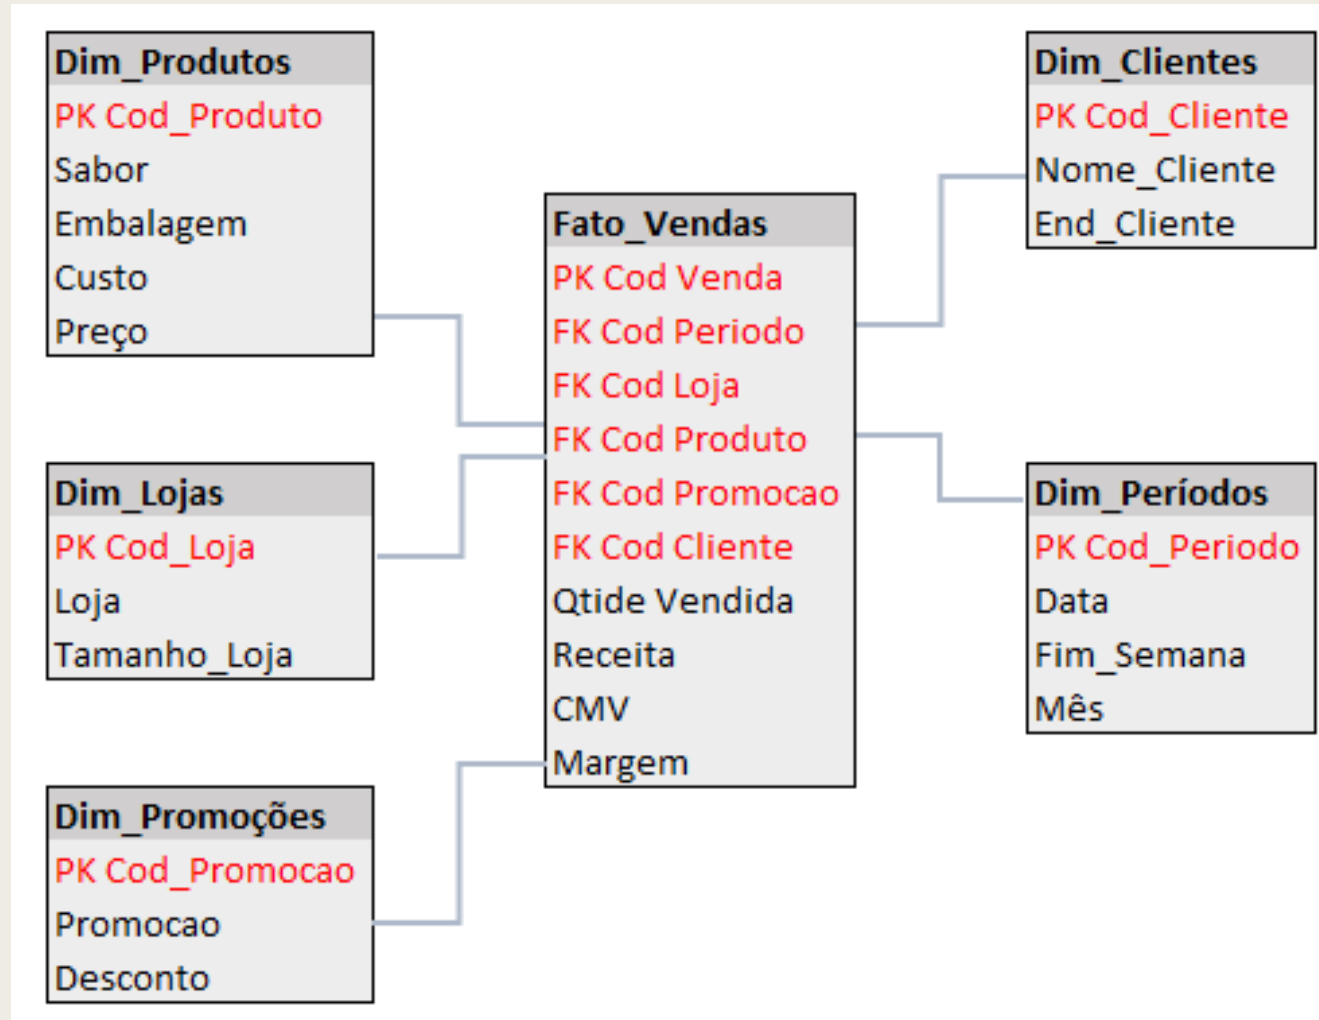 Dim_Produtos
PK Cod_Produto
Sabor
Embalagem
Custo
Preço
Dim_Lojas
PK Cod_Loja
Loja
Tamanho_Loja
Dim_Promoções
PK Cod_Promocao
Promocao
Desconto
Fato_Vendas
PK Cod Venda
FK Cod Periodo
FK Cod Loja
FK Cod Produto
FK Cod Promocao
FK Cod Cliente
Qtide Vendida
Receita
CMV
Margem
Dim_Clientes
PK Cod_Cliente
Nome_Cliente
End_Cliente
Dim_Períodos
PK Cod_Periodo
Data
Fim_Semana
Mês